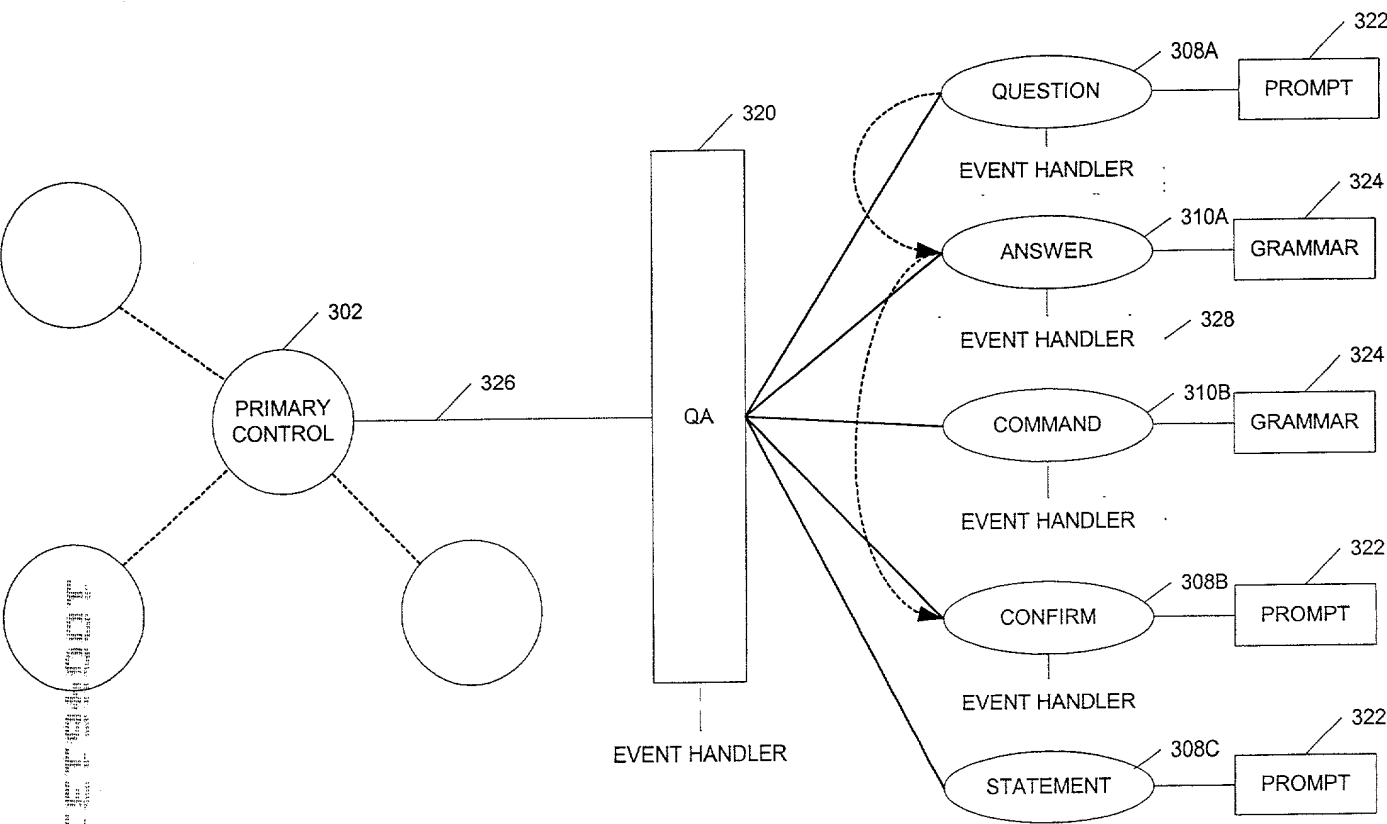 322
308A
QUESTION
PROMPT
320
EVENT HANDLER
324
310A
ANSWER
GRAMMAR
302
EVENT HANDLER
328
324
326
310B
PRIMARY
CONTROL
QA
COMMAND
GRAMMAR
EVENT HANDLER
322
308B
CONFIRM
PROMPT
EVENT HANDLER
322
EVENT HANDLER
308C
STATEMENT
PROMPT